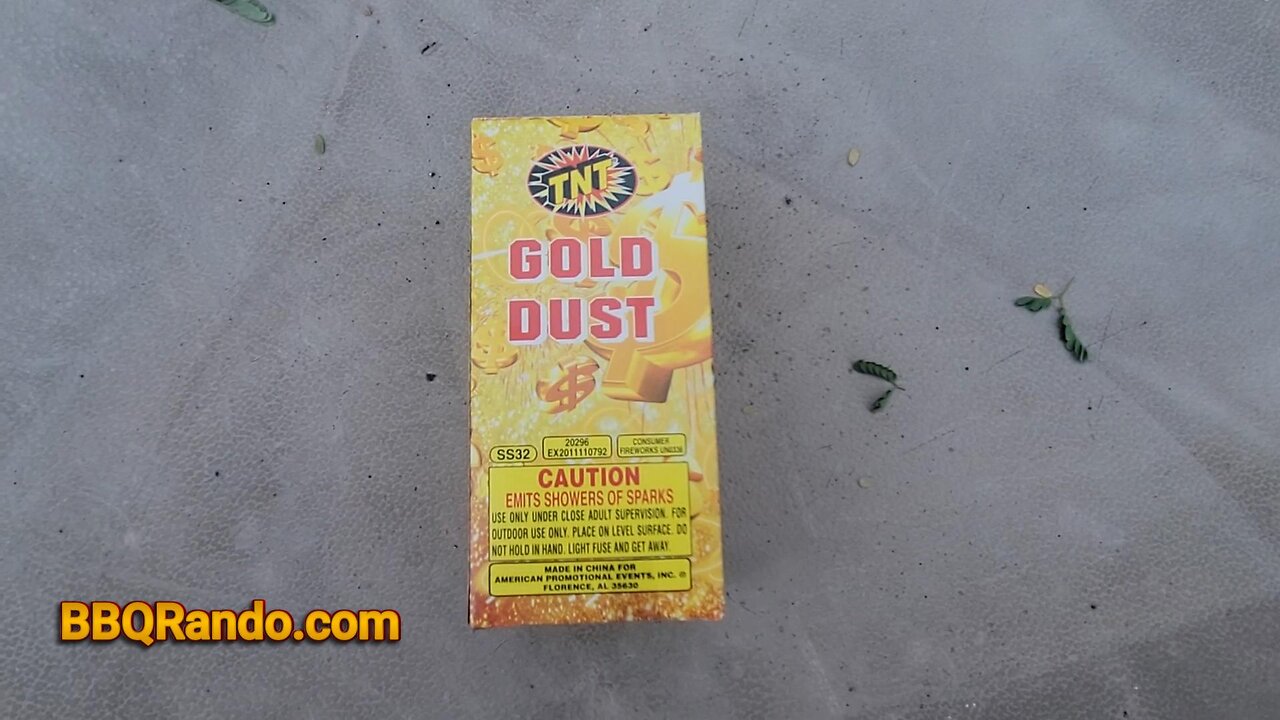 TNT
GOLD
DUST
SS32
20296
EX2011110792
CONSUMER
FIREWORKS UN0336
CAUTION
EMITS SHOWERS OF SPARKS
USE ONLY UNDER CLOSE ADULT SUPERVISION. FOR
OUTDOOR USE ONLY. PLACE ON LEVEL SURFACE. DO
NOT HOLD IN HAND. LIGHT FUSE AND GET AWAY.
MADE IN CHINA FOR
AMERICAN PROMOTIONAL EVENTS, INC. ®
FLORENCE, AL 35630
BBQRando.com